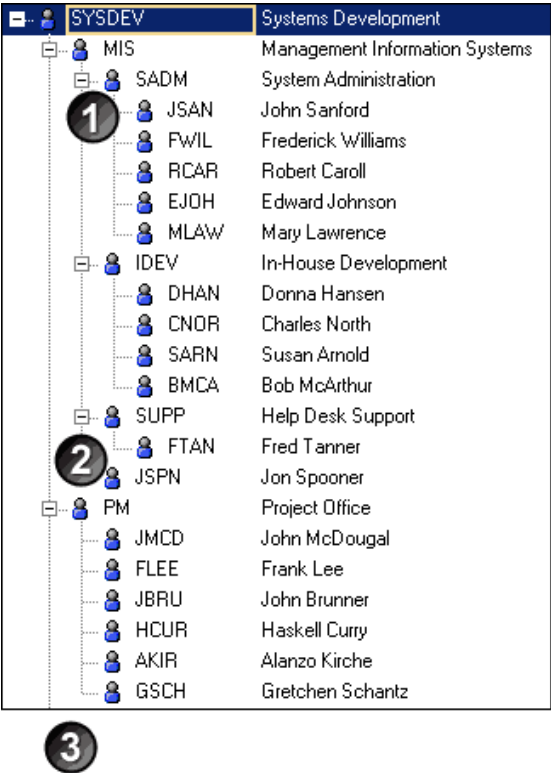 SYSDEV Systems Development
MIS Management Information Systems
SADM System Administration
1 JSAN John Sanford
FWIL Frederick Williams
RCAR Robert Caroll
EJOH Edward Johnson
MLAW Mary Lawrence
IDEV In-House Development
DHAN Donna Hansen
CNOR Charles North
SARN Susan Arnold
BMCA Bob McArthur
SUPP Help Desk Support
FTAN Fred Tanner
2 JSPN Jon Spooner
PM Project Office
JMCD John McDougal
FLEE Frank Lee
JBRU John Brunner
HCUR Haskell Curry
AKIR Alanzo Kirche
GSCH Gretchen Schantz
3